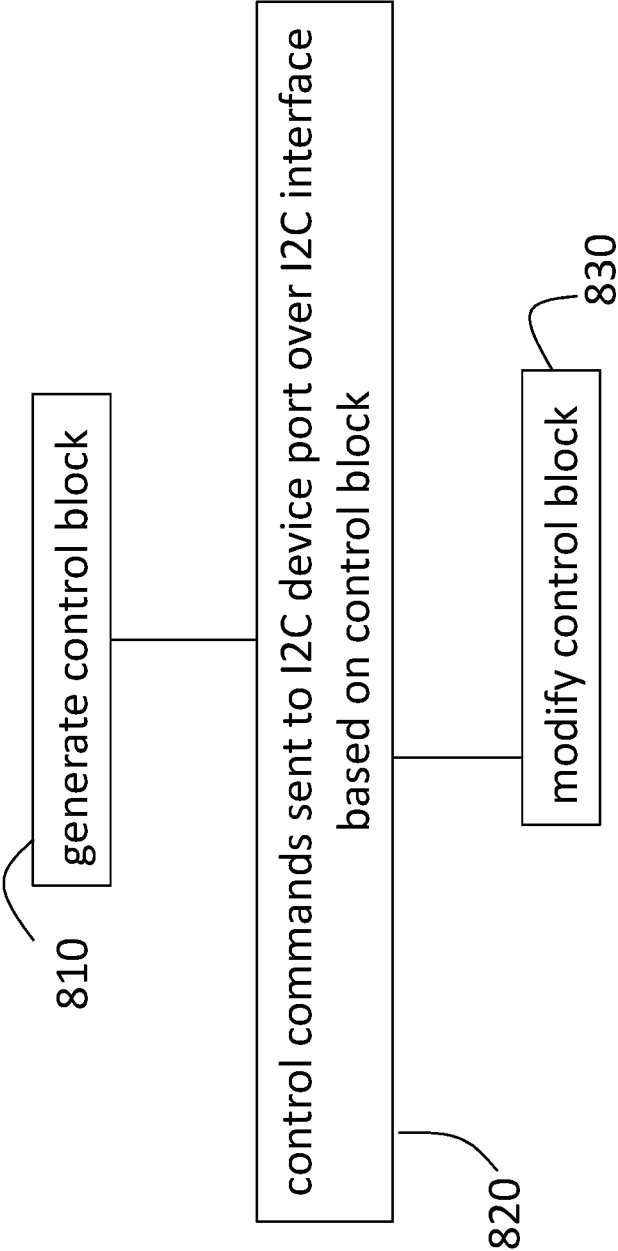 810
generate control block
820
control commands sent to I2C device port over I2C interface
based on control block
830
modify control block